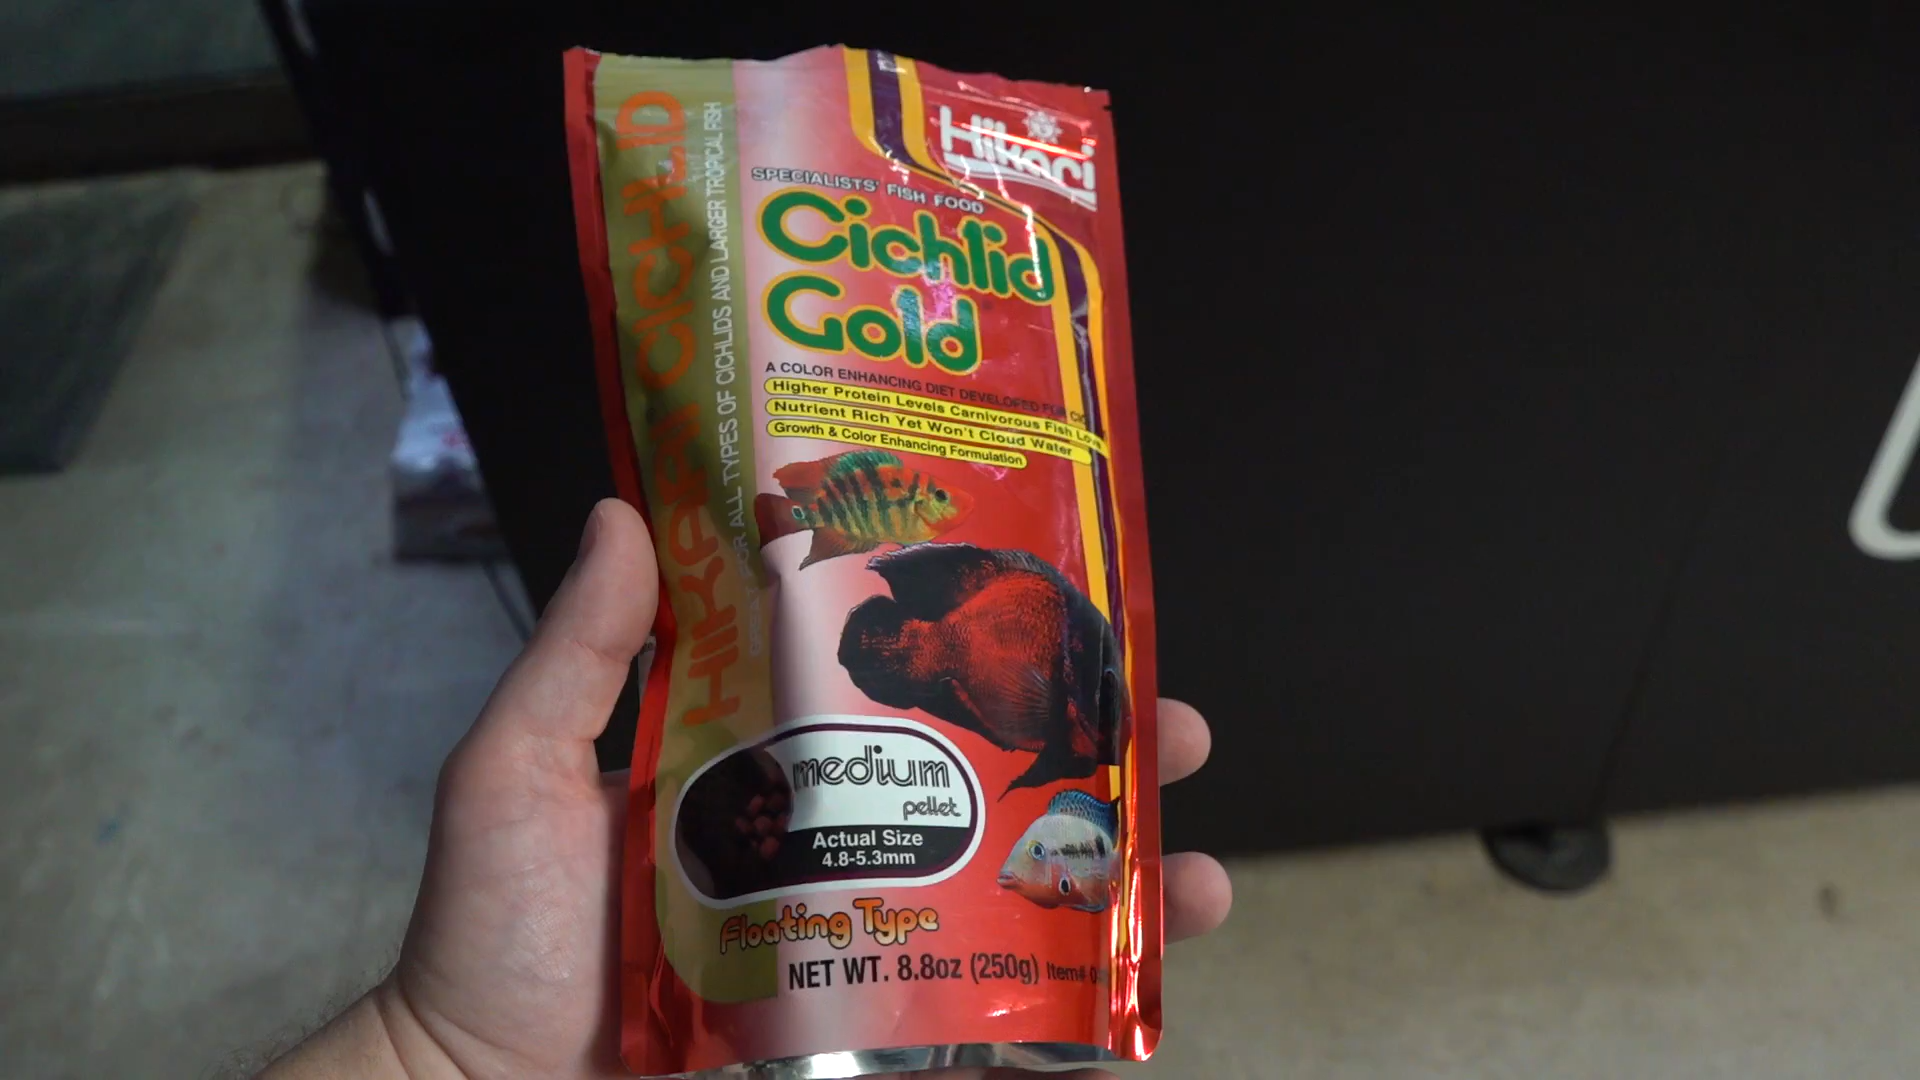 Hikari
SPECIALISTS' FISH FOOD
Cichlid
Gold
A COLOR ENHANCING DIET DEVELOPED FOR
Higher Protein Levels Carnivorous Fish
Nutrient Rich Yet Won't Cloud Water
Growth & Color Enhancing Formulation
HIKARI CICHLID
GREAT FOR ALL TYPES OF CICHLIDS AND LARGER TROPICAL FISH
medium
pellet
Actual Size
4.8-5.3mm
Floating Type
NET WT. 8.8oz (250g) Item#